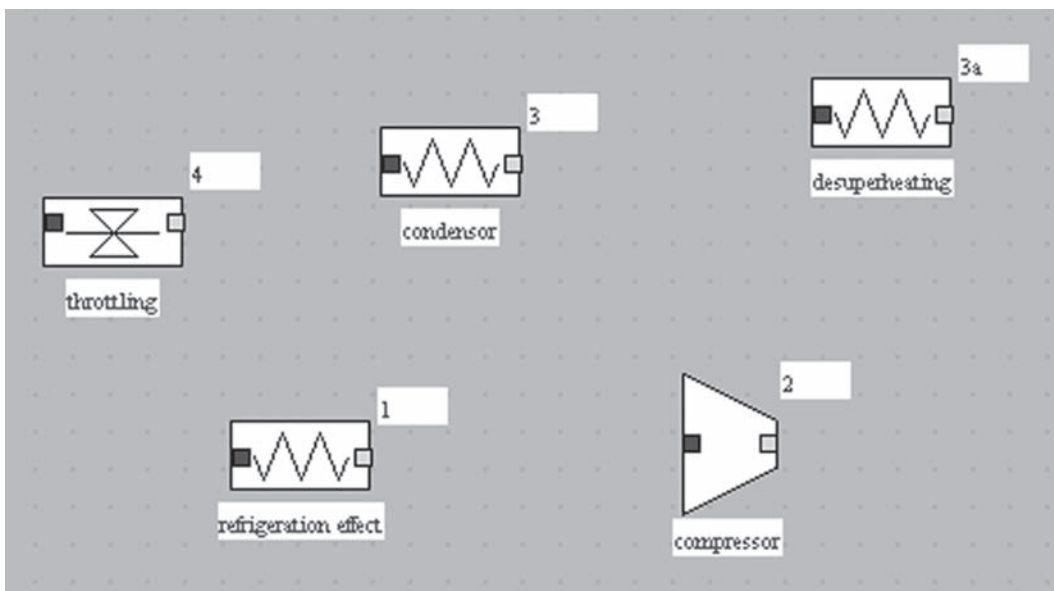 3a
desuperheating
3
condensor
4
throttling
1
refrigeration effect
2
compressor